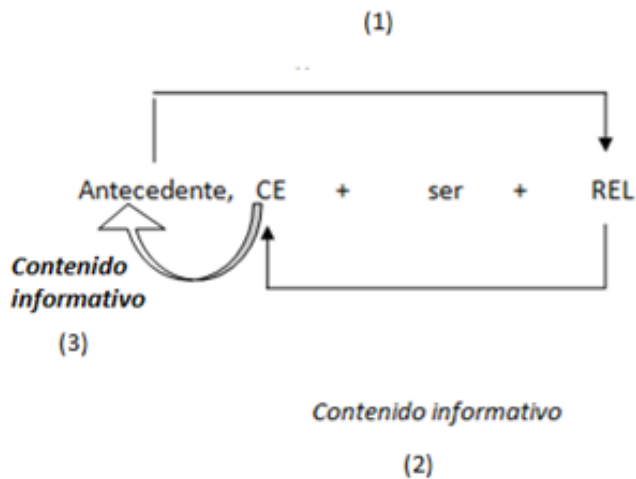 (1)
Antecedente, CE + ser + REL
Contenido
informativo
(3)
Contenido informativo
(2)